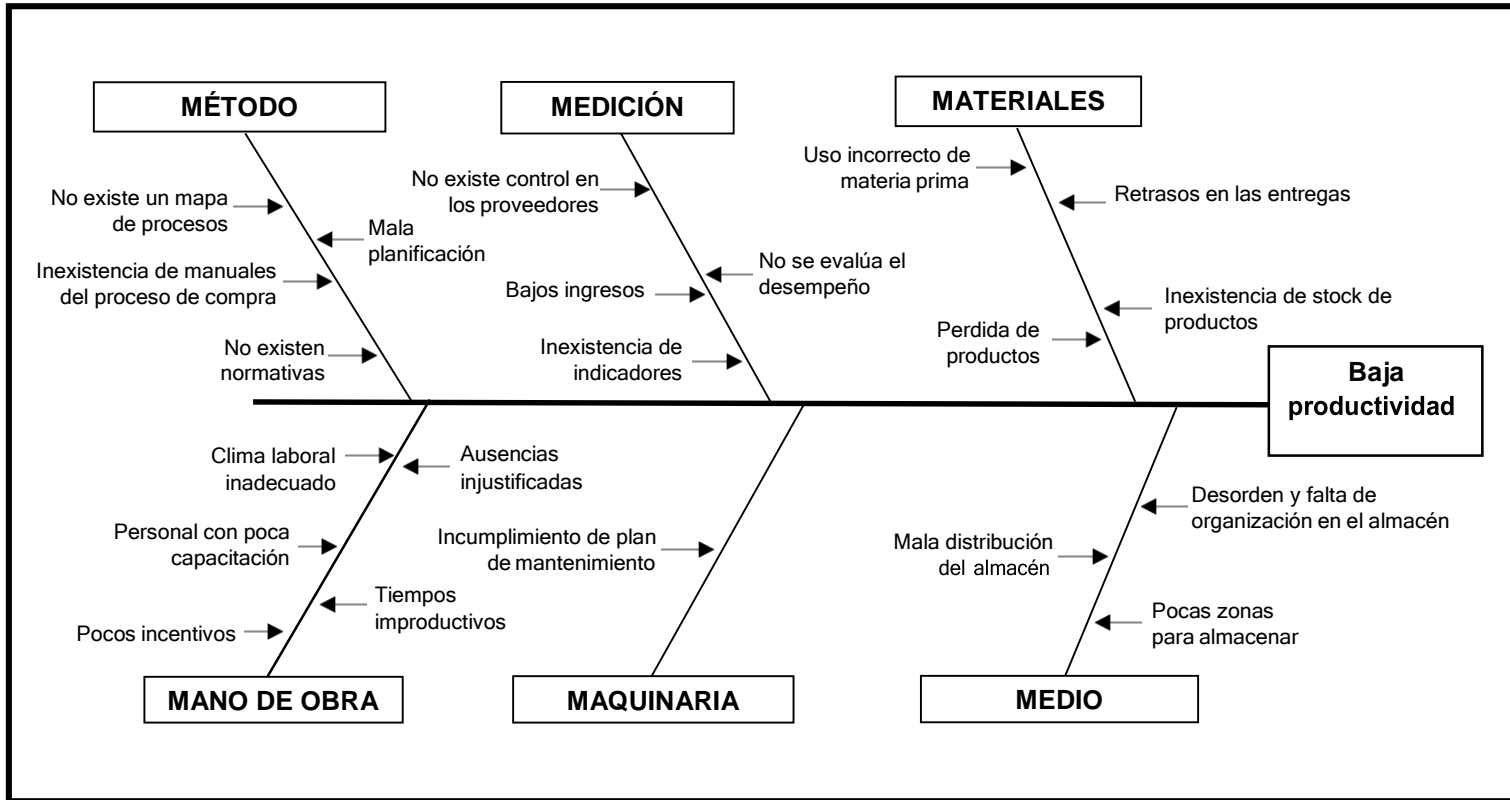 MÉTODO
No existe un mapa
de procesos
Mala
planificación
Inexistencia de manuales
del proceso de compra
No existen
normativas
MEDICIÓN
No existe control en
los proveedores
No se evalúa el
desempeño
Bajos ingresos
Inexistencia de
indicadores
MATERIALES
Uso incorrecto de
materia prima
Retrasos en las entregas
Inexistencia de stock de
productos
Perdida de
productos
Baja
productividad
Clima laboral
inadecuado
Ausencias
injustificadas
Personal con poca
capacitación
Tiempos
improductivos
Pocos incentivos
MANO DE OBRA
Incumplimiento de plan
de mantenimiento
MAQUINARIA
Desorden y falta de
organización en el almacén
Mala distribución
del almacén
Pocas zonas
para almacenar
MEDIO